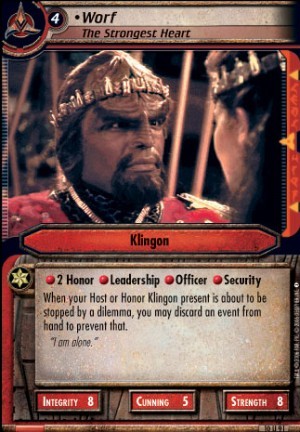 4
•Worf
The Strongest Heart
Klingon
2 Honor Leadership Officer Security
When your Host or Honor Klingon present is about to be
stopped by a dilemma, you may discard an event
from hand to prevent that.
"I am alone."
INTEGRITY 8 CUNNING 5 STRENGTH 8